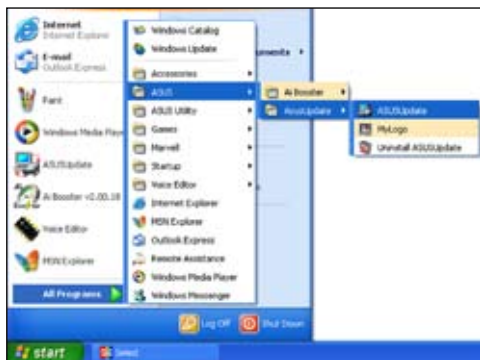 Internet
Internet Explorer
E-mail
Outlook Express
Paint
Windows Media Player
ASUSUpdate
Ai Booster v2.00.18
Voice Editor
MSN Explorer
All Programs
Windows Catalog
Windows Update
Accessories
ASUS
ASUS Utility
Games
Marvell
Startup
Voice Editor
Internet Explorer
MSN Explorer
Outlook Express
Remote Assistance
Windows Media Player
Windows Messenger
Ai Booster
AsusUpdate
ASUSUpdate
MyLogo
Uninstall ASUSUpdate
Log Off
Shut Down
start